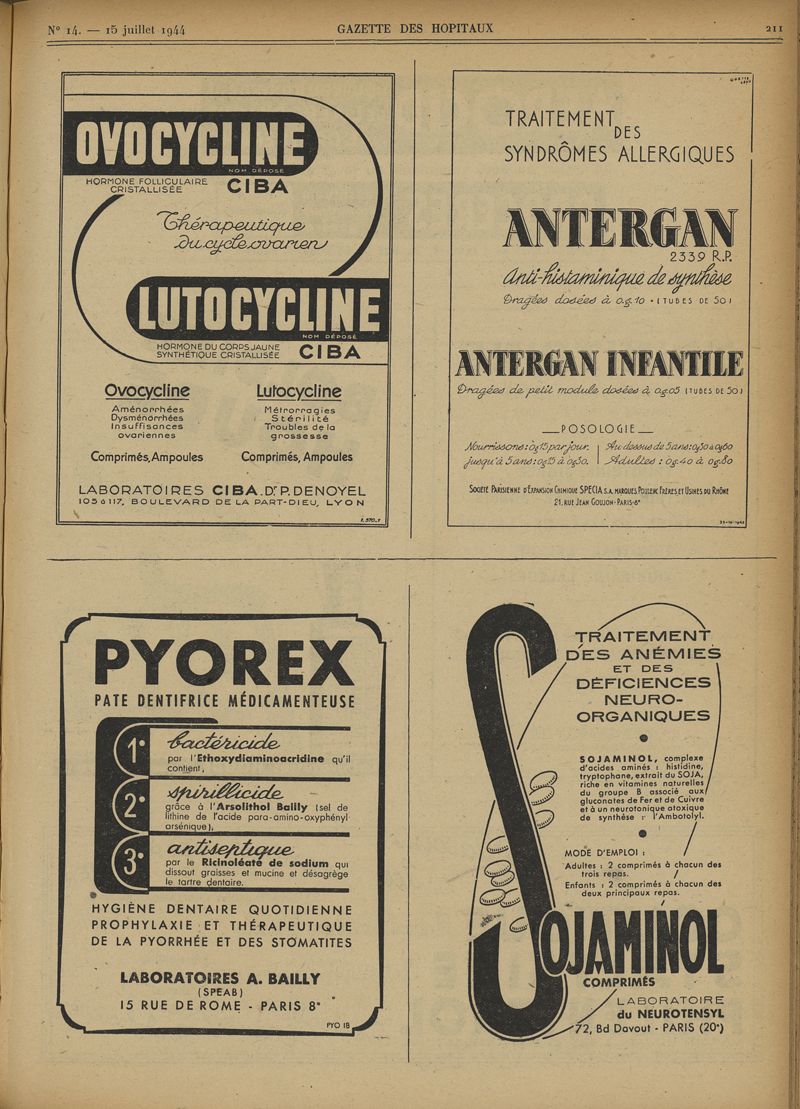 Nº 14. — 15 juillet 1944
GAZETTE DES HOPITAUX
211
OVOCYCLINE
NOM DÉPOSÉ
HORMONE FOLLICULAIRE
CRISTALLISÉE
CIBA
Thérapeutique
du cycle ovarien
LUTOCYCLINE
NOM DÉPOSÉ
HORMONE DU CORPS JAUNE
SYNTHÉTIQUE CRISTALLISÉE
CIBA
Ovocycline
Aménorrhées
Dysménorrhées
Insuffisances
ovariennes
Comprimés, Ampoules
Lutocycline
Métrorragies
Stérilité
Troubles de la
grossesse
Comprimés, Ampoules
LABORATOIRES CIBA. Dr P. DENOYEL
103 à 117, BOULEVARD DE LA PART-DIEU, LYON
TRAITEMENT
DES
SYNDRÔMES ALLERGIQUES
ANTERGAN
2339 R.P.
Anti-histaminique de synthèse
Dragées dosées à 0g.10 • (TUBES DE 50)
ANTERGAN INFANTILE
Dragées de petit module dosées à 0g.05 (TUBES DE 50)
— POSOLOGIE —
Nourrissons: 0g15 par jour.
Jusqu'à 5 ans: 0g15 à 0g30.
Au dessus de 5 ans: 0g30 à 0g60
Adultes: 0g.40 à 0g.80
SOCIÉTÉ PARISIENNE D'EXPANSION CHIMIQUE SPECIA S.A. MARQUES POULENC FRÈRES ET USINES DU RHÔNE
21, RUE JEAN GOUJON-PARIS-8e
PYOREX
PATE DENTIFRICE MÉDICAMENTEUSE
1° bactéricide
par l'Ethoxydiaminoacridine qu'il
contient,
2° spirillicide
grâce à l'Arsolithol Bailly (sel de
lithine de l'acide para-amino-oxyphényl
arsénique),
3° antiseptique
par le Ricinoléate de sodium qui
dissout graisses et mucine et désagrège
le tartre dentaire.
HYGIÈNE DENTAIRE QUOTIDIENNE
PROPHYLAXIE ET THÉRAPEUTIQUE
DE LA PYORRHÉE ET DES STOMATITES
LABORATOIRES A. BAILLY
(SPEAB)
15 RUE DE ROME - PARIS 8e
PYO 1B
TRAITEMENT
DES ANÉMIES
ET DES
DÉFICIENCES
NEURO-
ORGANIQUES
SOJAMINOL, complexe
d'acides aminés : histidine,
tryptophane, extrait du SOJA,
riche en vitamines naturelles
du groupe B associé aux
gluconates de Fer et de Cuivre
et à un neurotonique atoxique
de synthèse : l'Ambotolyl.
MODE D'EMPLOI :
Adultes : 2 comprimés à chacun des
trois repas.
Enfants : 2 comprimés à chacun des
deux principaux repas.
SOJAMINOL
COMPRIMÉS
LABORATOIRE
du NEUROTENSYL
72, Bd Davout - PARIS (20e)